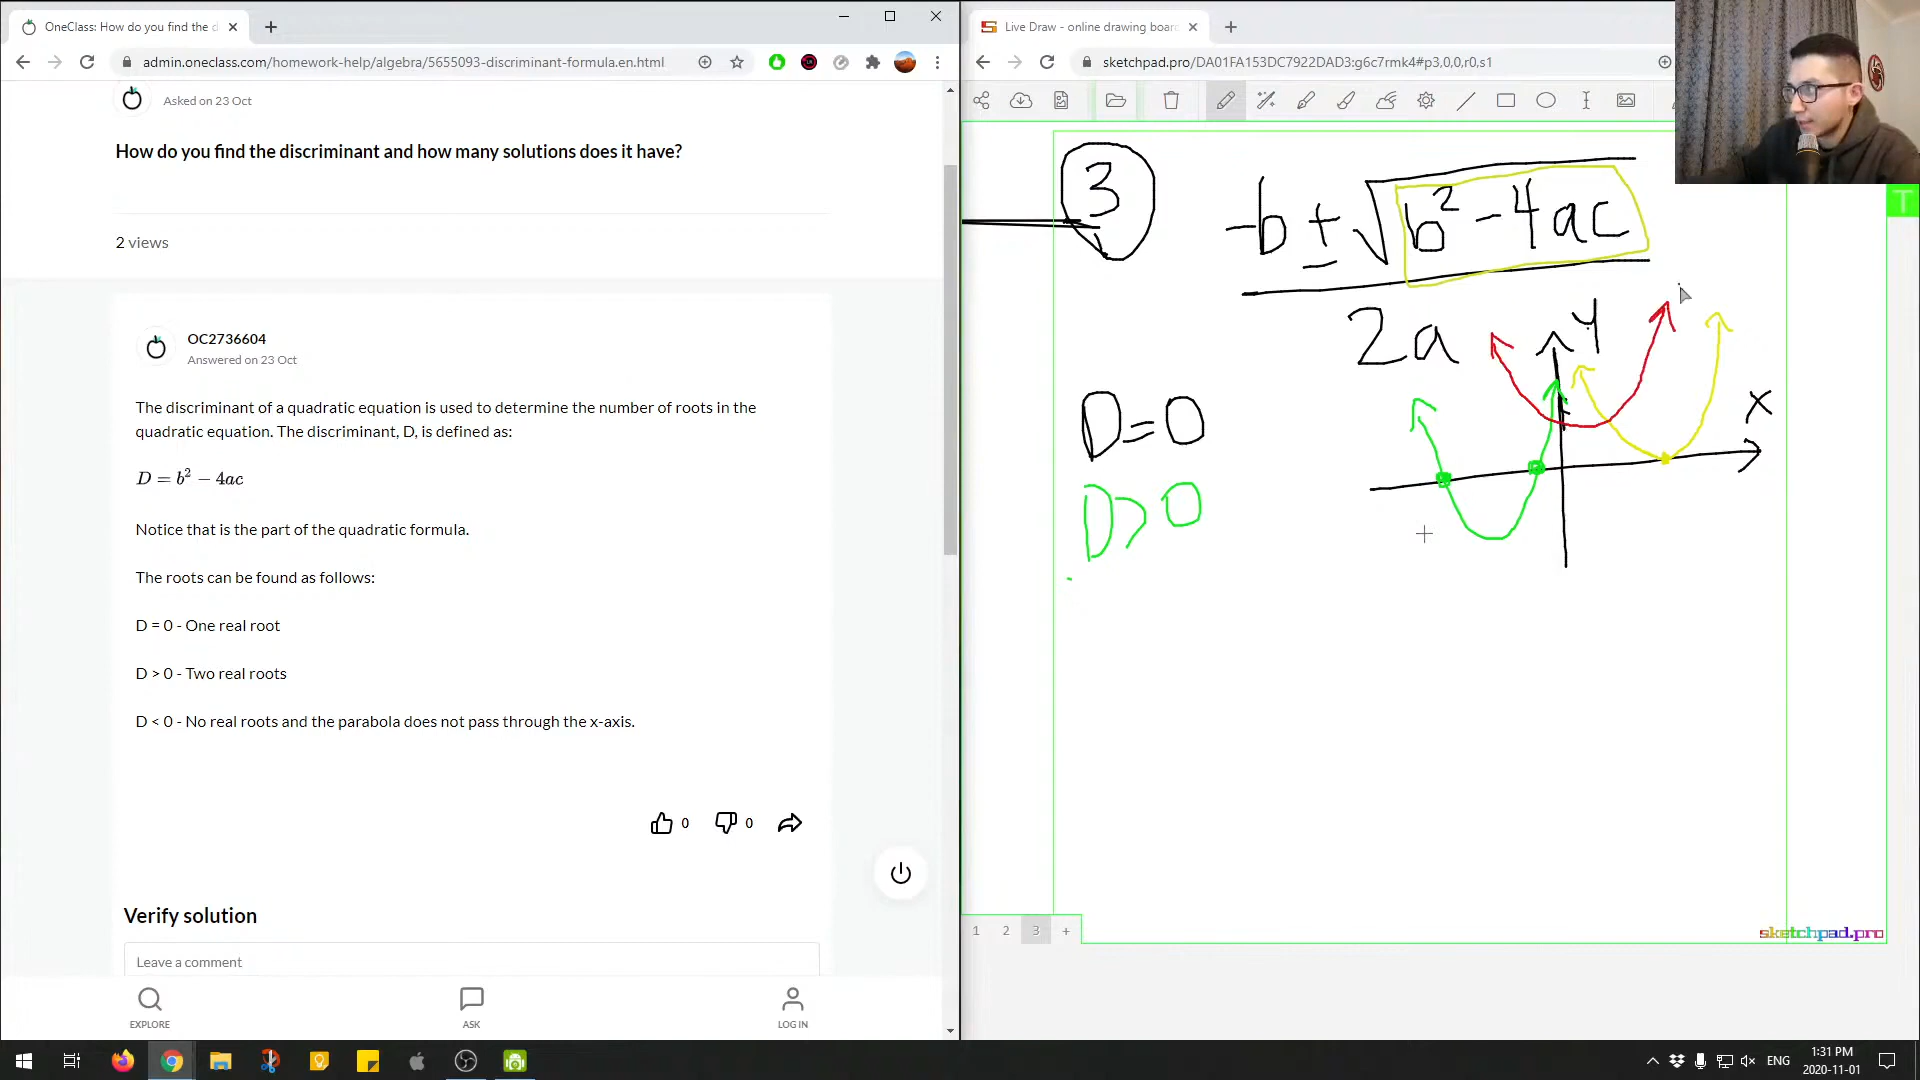 OneClass: How do you find the d
admin.oneclass.com/homework-help/algebra/5655093-discriminant-formula.en.html
Asked on 23 Oct
How do you find the discriminant and how many solutions does it have?
2 views
OC2736604
Answered on 23 Oct
The discriminant of a quadratic equation is used to determine the number of roots in the
quadratic equation. The discriminant, D, is defined as:
D = b² − 4ac
Notice that is the part of the quadratic formula.
The roots can be found as follows:
D = 0 - One real root
D > 0 - Two real roots
D < 0 - No real roots and the parabola does not pass through the x-axis.
0
0
Verify solution
Leave a comment
EXPLORE
ASK
LOG IN
Live Draw - online drawing boar
sketchpad.pro/DA01FA153DC7922DAD3:g6c7rmk4#p3,0,0,r0,s1
T
3
-b ± √b² - 4ac
2a
y
x
D = 0
D > 0
1 2 3 +
sketchpad.pro
ENG
1:31 PM
2020-11-01